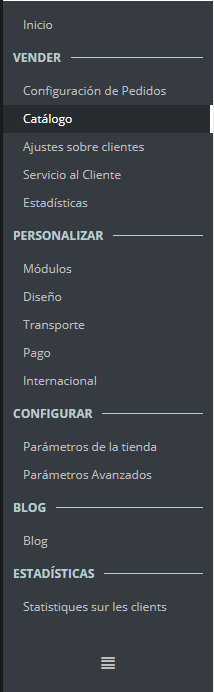 Inicio
VENDER
Configuración de Pedidos
Catálogo
Ajustes sobre clientes
Servicio al Cliente
Estadísticas
PERSONALIZAR
Módulos
Diseño
Transporte
Pago
Internacional
CONFIGURAR
Parámetros de la tienda
Parámetros Avanzados
BLOG
Blog
ESTADÍSTICAS
Statistiques sur les clients